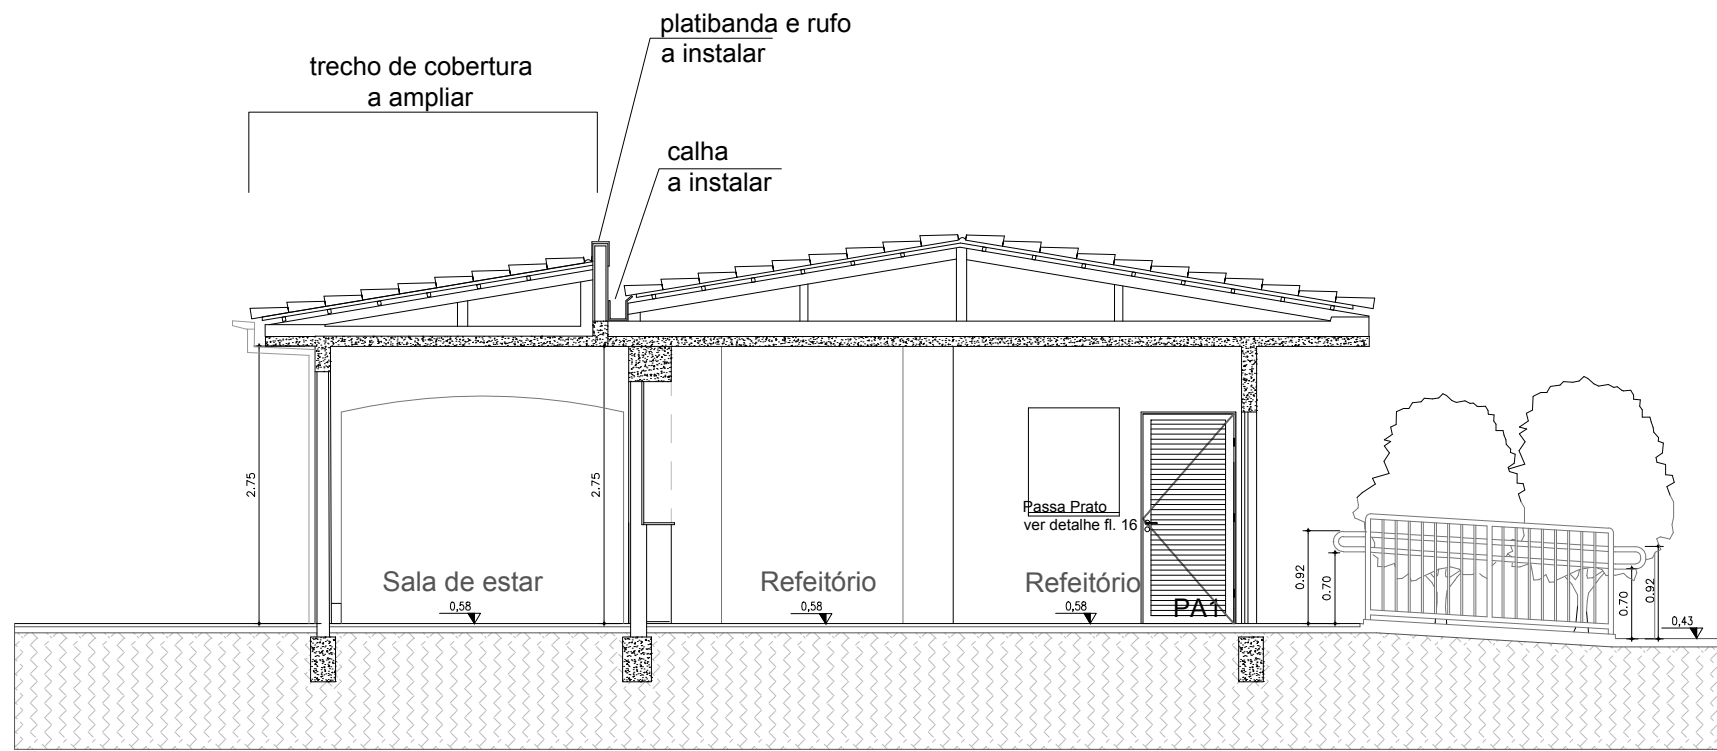 platibanda e rufo
a instalar
trecho de cobertura
a ampliar
calha
a instalar
2.75
2.75
Passa Prato
ver detalhe fl. 16
Sala de estar
0,58
Refeitório
0,58
Refeitório
0,58
PA1
0.92
0.70
0.70
0.92
0,43